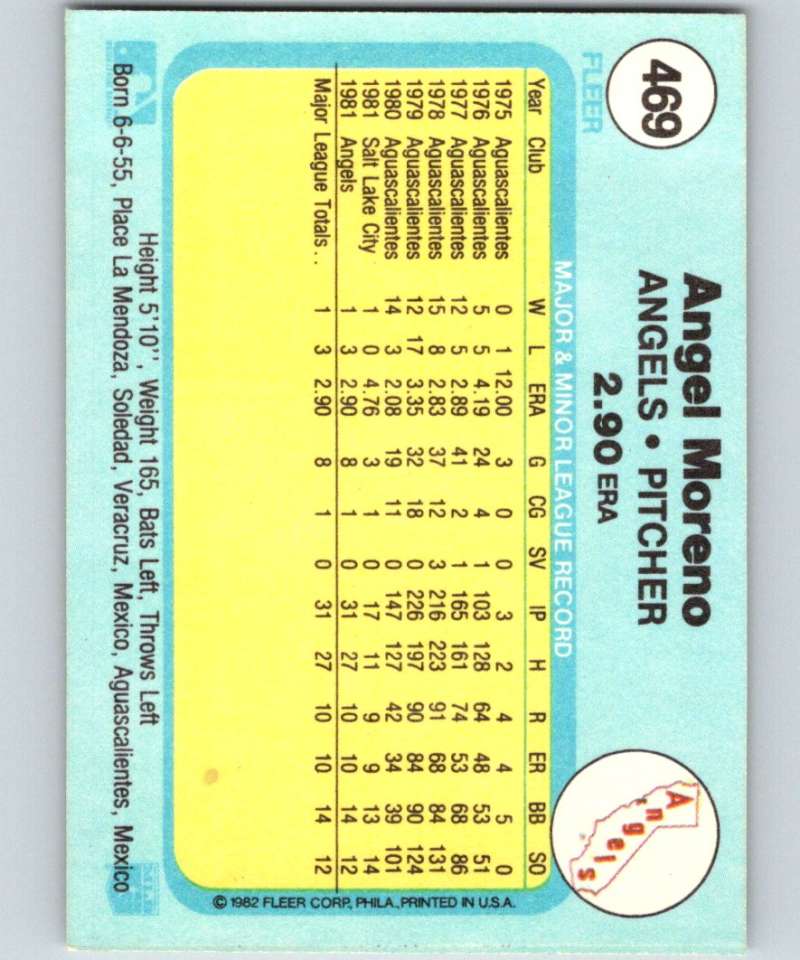 469
FLEER
Angel Moreno
ANGELS • PITCHER
2.90 ERA
Angels
MAJOR & MINOR LEAGUE RECORD
Year Club W L ERA G CG SV IP H R ER BB SO
1975 Aguascalientes 0 1 12.00 3 0 0 3 2 4 4 5 0
1976 Aguascalientes 5 5 4.19 24 4 1 103 128 64 48 53 51
1977 Aguascalientes 12 5 2.89 41 2 1 165 161 74 53 68 86
1978 Aguascalientes 15 8 2.83 37 12 3 216 223 91 68 84 131
1979 Aguascalientes 12 17 3.35 32 18 0 226 197 90 84 90 124
1980 Aguascalientes 14 3 2.08 19 11 0 147 127 42 34 39 101
1981 Salt Lake City 1 0 4.76 3 1 0 17 11 9 9 13 14
1981 Angels 1 3 2.90 8 1 0 31 27 10 10 14 12
Major League Totals . . 1 3 2.90 8 1 0 31 27 10 10 14 12
Height 5'10'', Weight 165, Bats Left, Throws Left
Born 6-6-55, Place La Mendoza, Soledad, Veracruz, Mexico, Aguascalientes, Mexico
© 1982 FLEER CORP., PHILA., PRINTED IN U.S.A.